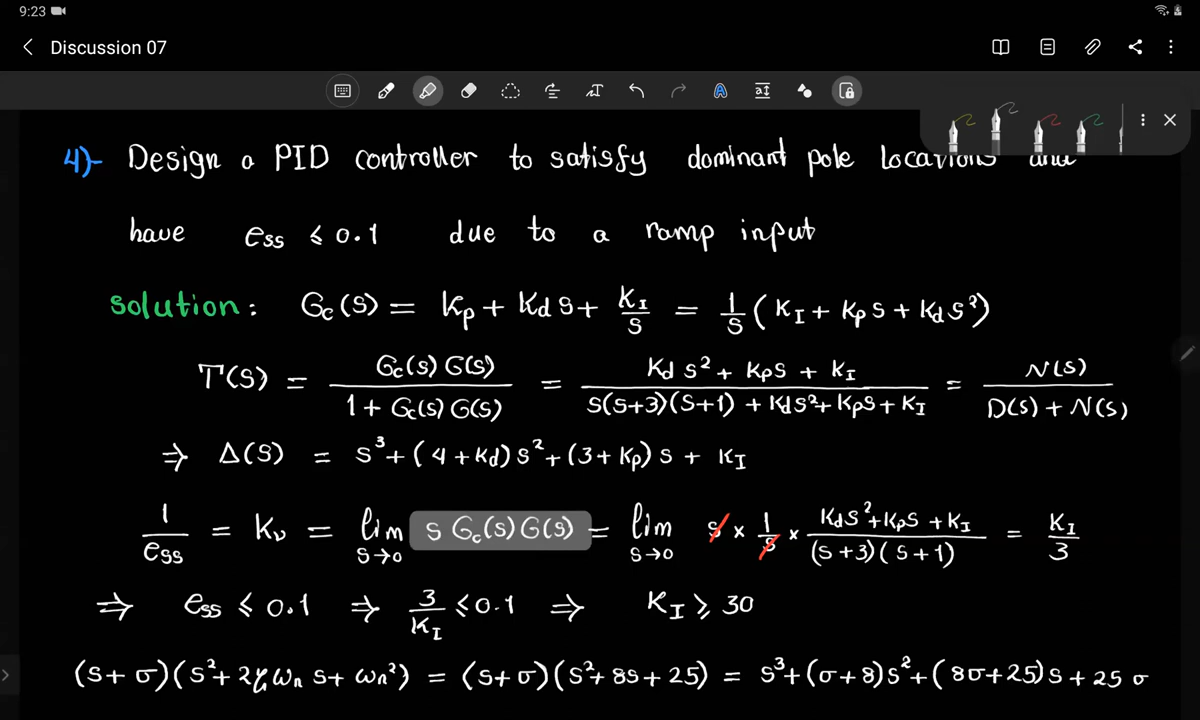 9:23
Discussion 07
4)- Design a PID controller to satisfy dominant pole locations and
have ess ≤ 0.1 due to a ramp input
solution: Gc(s) = Kp + Kd s + KI/s = 1/s (KI + Kp s + Kd s²)
T(s) = Gc(s) G(s) / 1 + Gc(s) G(s) = Kd s² + Kp s + KI / s(s+3)(s+1) + Kd s² + Kp s + KI = N(s) / D(s) + N(s)
⇒ Δ(s) = s³ + (4 + Kd) s² + (3 + Kp) s + KI
1/ess = Kv = lim s→0 s Gc(s) G(s) = lim s→0 s × 1/s × Kd s² + Kp s + KI / (s+3)(s+1) = KI/3
⇒ ess ≤ 0.1 ⇒ 3/KI ≤ 0.1 ⇒ KI ≥ 30
(s + σ)(s² + 2ζωn s + ωn²) = (s + σ)(s² + 8s + 25) = s³ + (σ + 8)s² + (8σ + 25)s + 25 σ